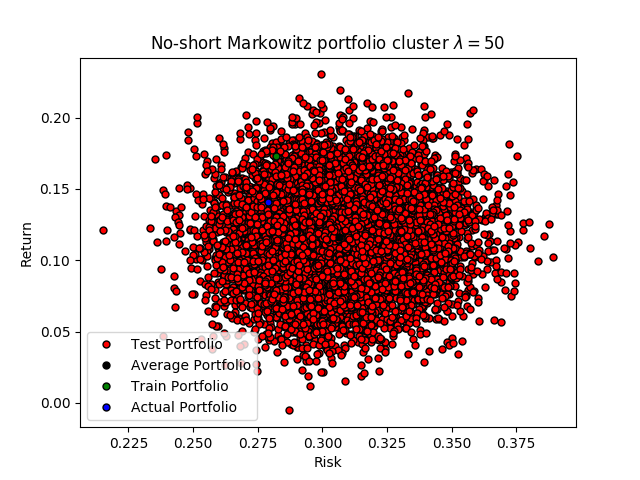 No-short Markowitz portfolio cluster λ = 50
Return
0.20
0.15
0.10
0.05
0.00
Test Portfolio
Average Portfolio
Train Portfolio
Actual Portfolio
0.225 0.250 0.275 0.300 0.325 0.350 0.375
Risk